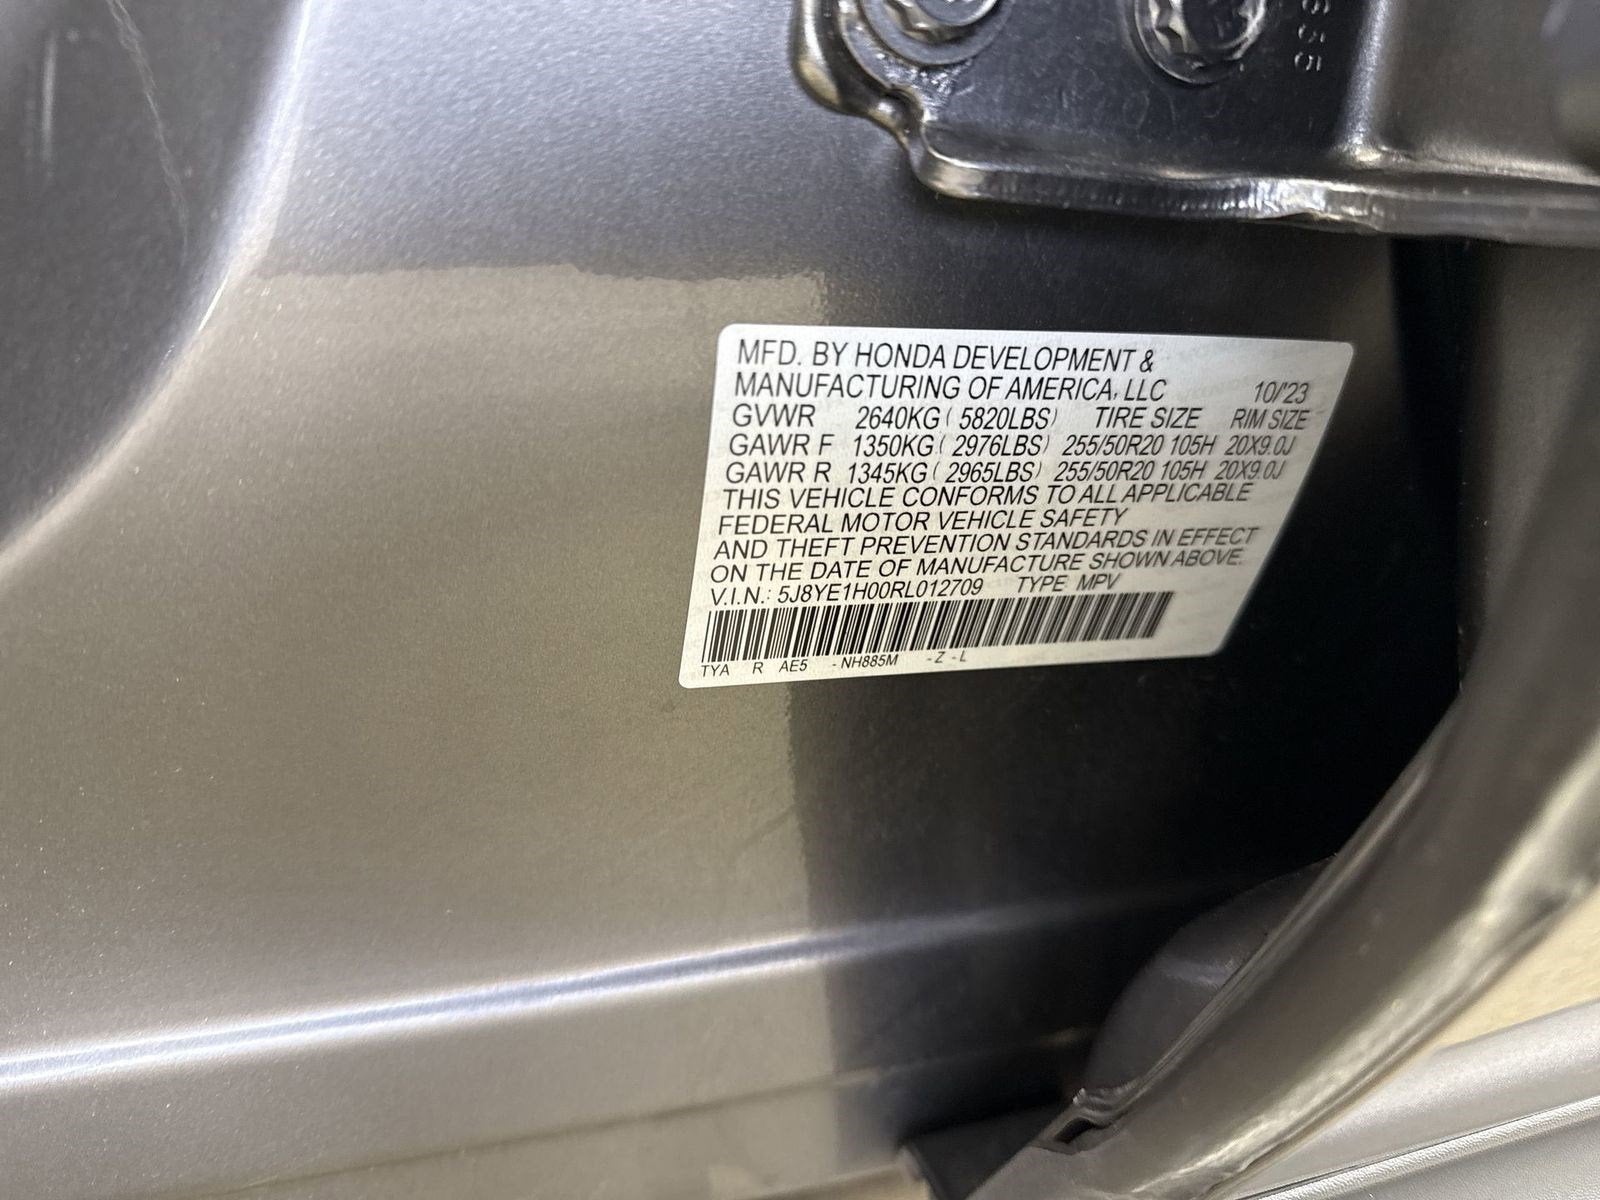 655
MFD. BY HONDA DEVELOPMENT &
MANUFACTURING OF AMERICA, LLC 10/'23
GVWR 2640KG ( 5820LBS) TIRE SIZE RIM SIZE
GAWR F 1350KG ( 2976LBS) 255/50R20 105H 20X9.0J
GAWR R 1345KG ( 2965LBS) 255/50R20 105H 20X9.0J
THIS VEHICLE CONFORMS TO ALL APPLICABLE
FEDERAL MOTOR VEHICLE SAFETY
AND THEFT PREVENTION STANDARDS IN EFFECT
ON THE DATE OF MANUFACTURE SHOWN ABOVE.
V.I.N.: 5J8YE1H00RL012709 TYPE MPV
TYA R AE5 - NH885M - Z - L